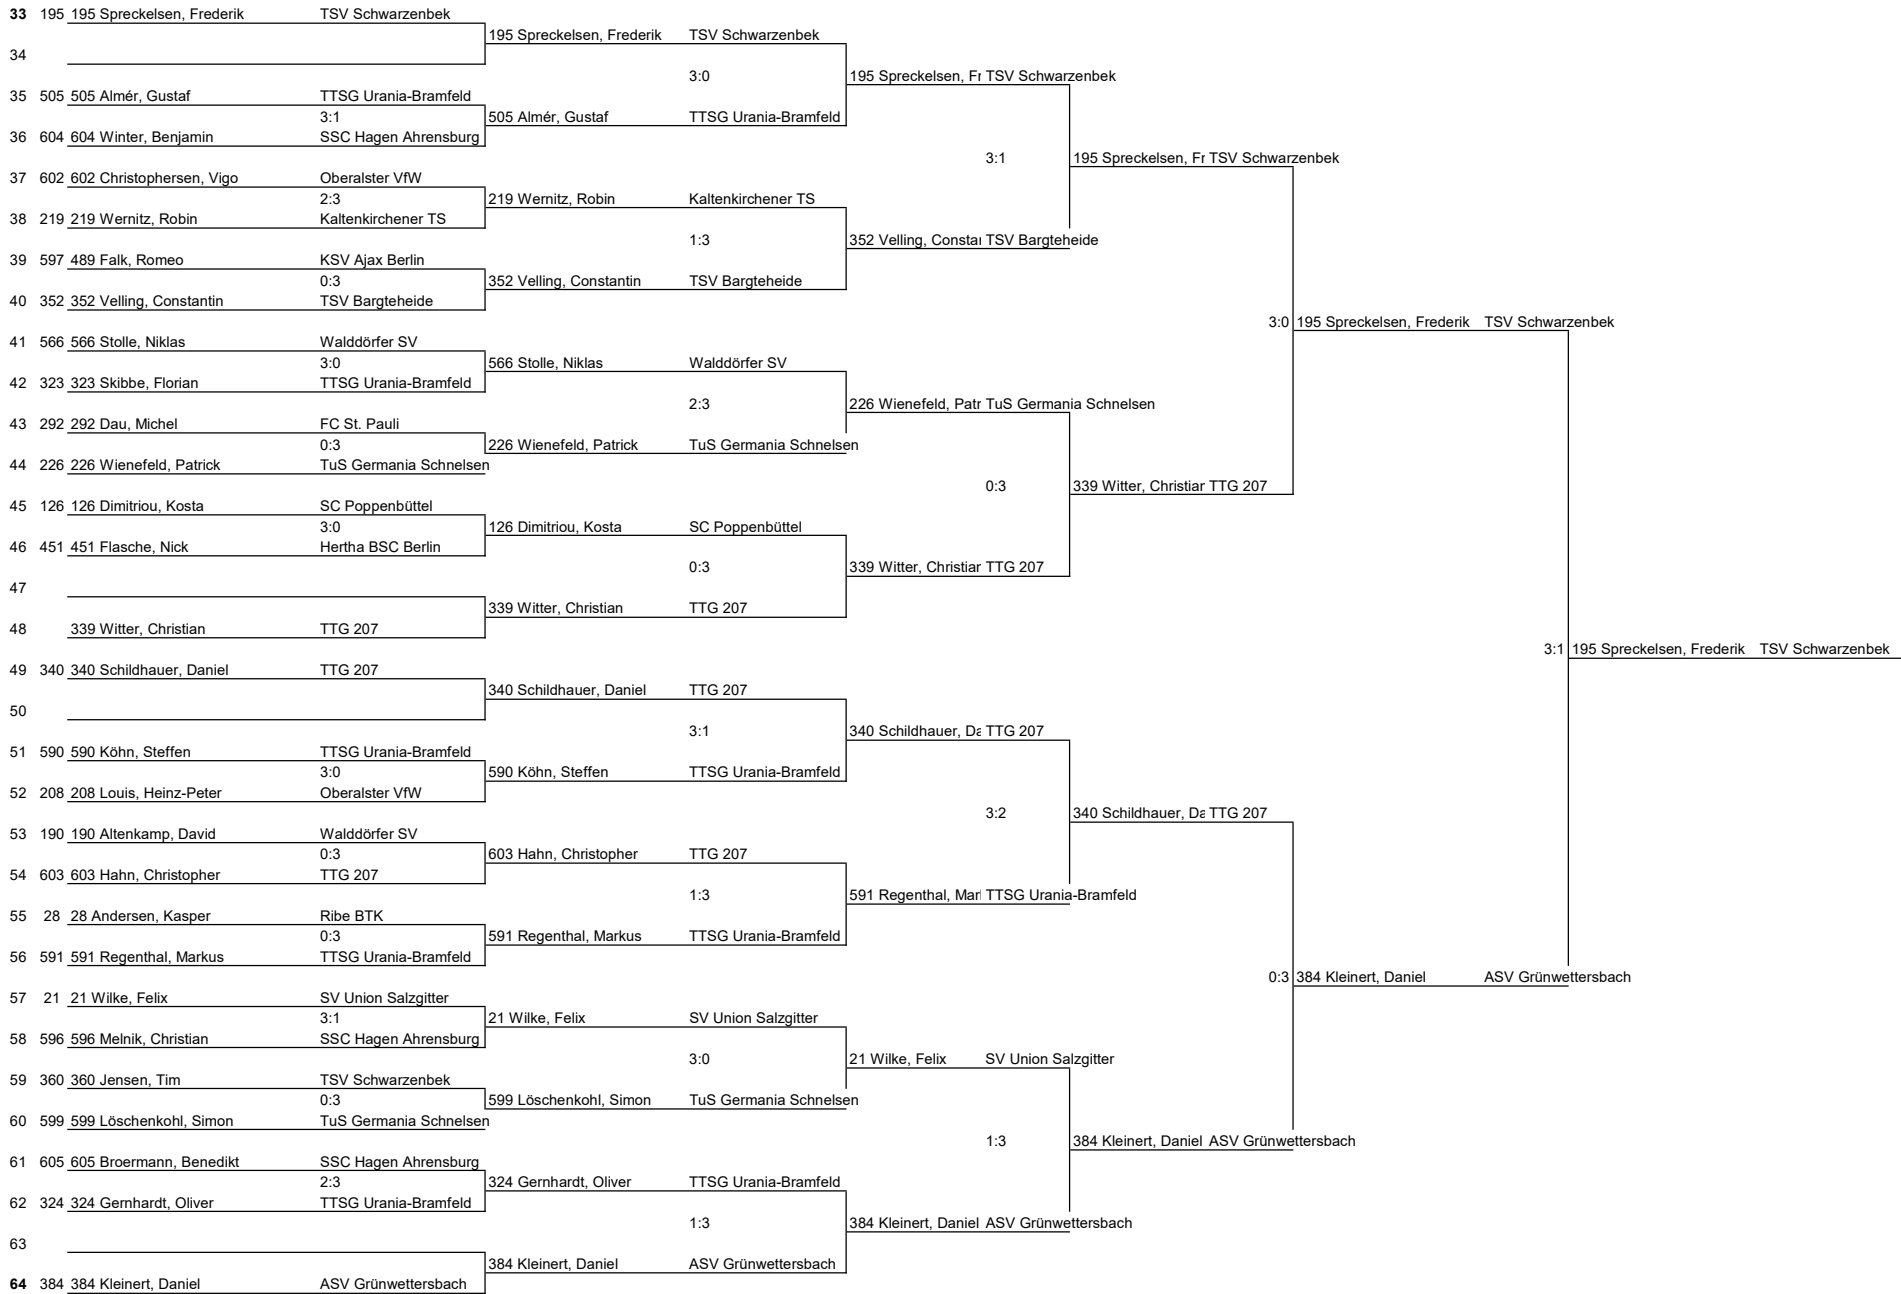 33 195 195 Spreckelsen, Frederik TSV Schwarzenbek
195 Spreckelsen, Frederik TSV Schwarzenbek
34
3:0 195 Spreckelsen, Fr TSV Schwarzenbek
35 505 505 Almér, Gustaf TTSG Urania-Bramfeld
3:1 505 Almér, Gustaf TTSG Urania-Bramfeld
36 604 604 Winter, Benjamin SSC Hagen Ahrensburg
3:1 195 Spreckelsen, Fr TSV Schwarzenbek
37 602 602 Christophersen, Vigo Oberalster VfW
2:3 219 Wernitz, Robin Kaltenkirchener TS
38 219 219 Wernitz, Robin Kaltenkirchener TS
1:3 352 Velling, Constar TSV Bargteheide
39 597 489 Falk, Romeo KSV Ajax Berlin
0:3 352 Velling, Constantin TSV Bargteheide
40 352 352 Velling, Constantin TSV Bargteheide
3:0 195 Spreckelsen, Frederik TSV Schwarzenbek
41 566 566 Stolle, Niklas Walddörfer SV
3:0 566 Stolle, Niklas Walddörfer SV
42 323 323 Skibbe, Florian TTSG Urania-Bramfeld
2:3 226 Wienefeld, Patr TuS Germania Schnelsen
43 292 292 Dau, Michel FC St. Pauli
0:3 226 Wienefeld, Patrick TuS Germania Schnelsen
44 226 226 Wienefeld, Patrick TuS Germania Schnelsen
0:3 339 Witter, Christiar TTG 207
45 126 126 Dimitriou, Kosta SC Poppenbüttel
3:0 126 Dimitriou, Kosta SC Poppenbüttel
46 451 451 Flasche, Nick Hertha BSC Berlin
0:3 339 Witter, Christiar TTG 207
47
339 Witter, Christian TTG 207
48 339 Witter, Christian TTG 207
3:1 195 Spreckelsen, Frederik TSV Schwarzenbek
49 340 340 Schildhauer, Daniel TTG 207
340 Schildhauer, Daniel TTG 207
50
3:1 340 Schildhauer, Da TTG 207
51 590 590 Köhn, Steffen TTSG Urania-Bramfeld
3:0 590 Köhn, Steffen TTSG Urania-Bramfeld
52 208 208 Louis, Heinz-Peter Oberalster VfW
3:2 340 Schildhauer, Da TTG 207
53 190 190 Altenkamp, David Walddörfer SV
0:3 603 Hahn, Christopher TTG 207
54 603 603 Hahn, Christopher TTG 207
1:3 591 Regenthal, Mar TTSG Urania-Bramfeld
55 28 28 Andersen, Kasper Ribe BTK
0:3 591 Regenthal, Markus TTSG Urania-Bramfeld
56 591 591 Regenthal, Markus TTSG Urania-Bramfeld
0:3 384 Kleinert, Daniel ASV Grünwettersbach
57 21 21 Wilke, Felix SV Union Salzgitter
3:1 21 Wilke, Felix SV Union Salzgitter
58 596 596 Melnik, Christian SSC Hagen Ahrensburg
3:0 21 Wilke, Felix SV Union Salzgitter
59 360 360 Jensen, Tim TSV Schwarzenbek
0:3 599 Löschenkohl, Simon TuS Germania Schnelsen
60 599 599 Löschenkohl, Simon TuS Germania Schnelsen
1:3 384 Kleinert, Daniel ASV Grünwettersbach
61 605 605 Broermann, Benedikt SSC Hagen Ahrensburg
2:3 324 Gernhardt, Oliver TTSG Urania-Bramfeld
62 324 324 Gernhardt, Oliver TTSG Urania-Bramfeld
1:3 384 Kleinert, Daniel ASV Grünwettersbach
63
384 Kleinert, Daniel ASV Grünwettersbach
64 384 384 Kleinert, Daniel ASV Grünwettersbach